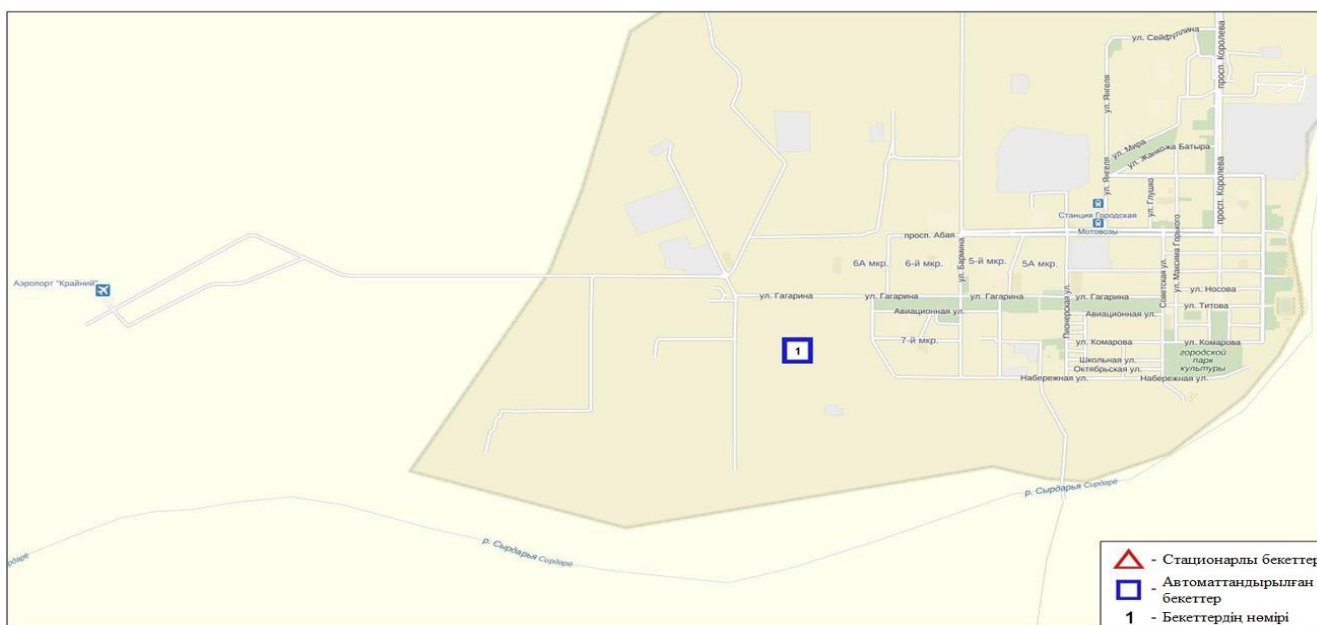 ул. Сейфуллина
просп. Королева
ул. Янгеля
ул. Мира
ул. Жанкожа Батыра
ул. Янгеля
ул. Глушко
просп. Королева
Станция Городская
Мотовозы
ул. Максима Горького
просп. Абая
ул. Бармина
6А мкр.
6-й мкр.
5-й мкр.
5А мкр.
Советская ул.
Аэропорт "Крайний"
Пионерская ул.
ул. Носова
ул. Гагарина
ул. Гагарина
ул. Гагарина
ул. Гагарина
ул. Титова
Авиационная ул.
Авиационная ул.
7-й мкр.
ул. Комарова
ул. Комарова
1
Школьная ул.
городской
парк
культуры
Октябрьская ул.
Набережная ул.
Набережная ул.
р. Сырдарья Сирдарё
р. Сырдарья Сирдарё
рдарё
- Стационарлы бекеттер
- Автоматтандырылған
бекеттер
1 - Бекеттердің нөмірі